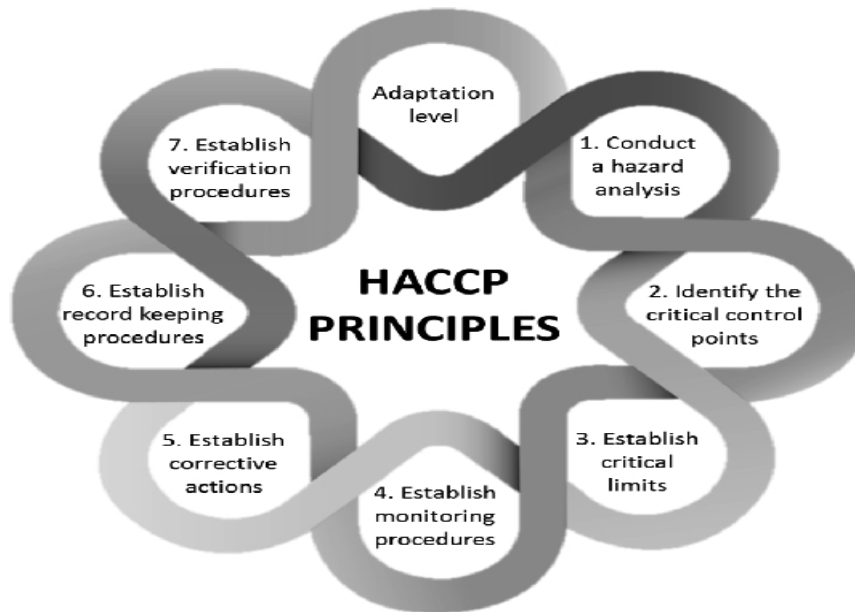 Adaptation
level
1. Conduct
a hazard
analysis
2. Identify the
critical control
points
3. Establish
critical
limits
4. Establish
monitoring
procedures
5. Establish
corrective
actions
6. Establish
record keeping
procedures
7. Establish
verification
procedures
HACCP
PRINCIPLES